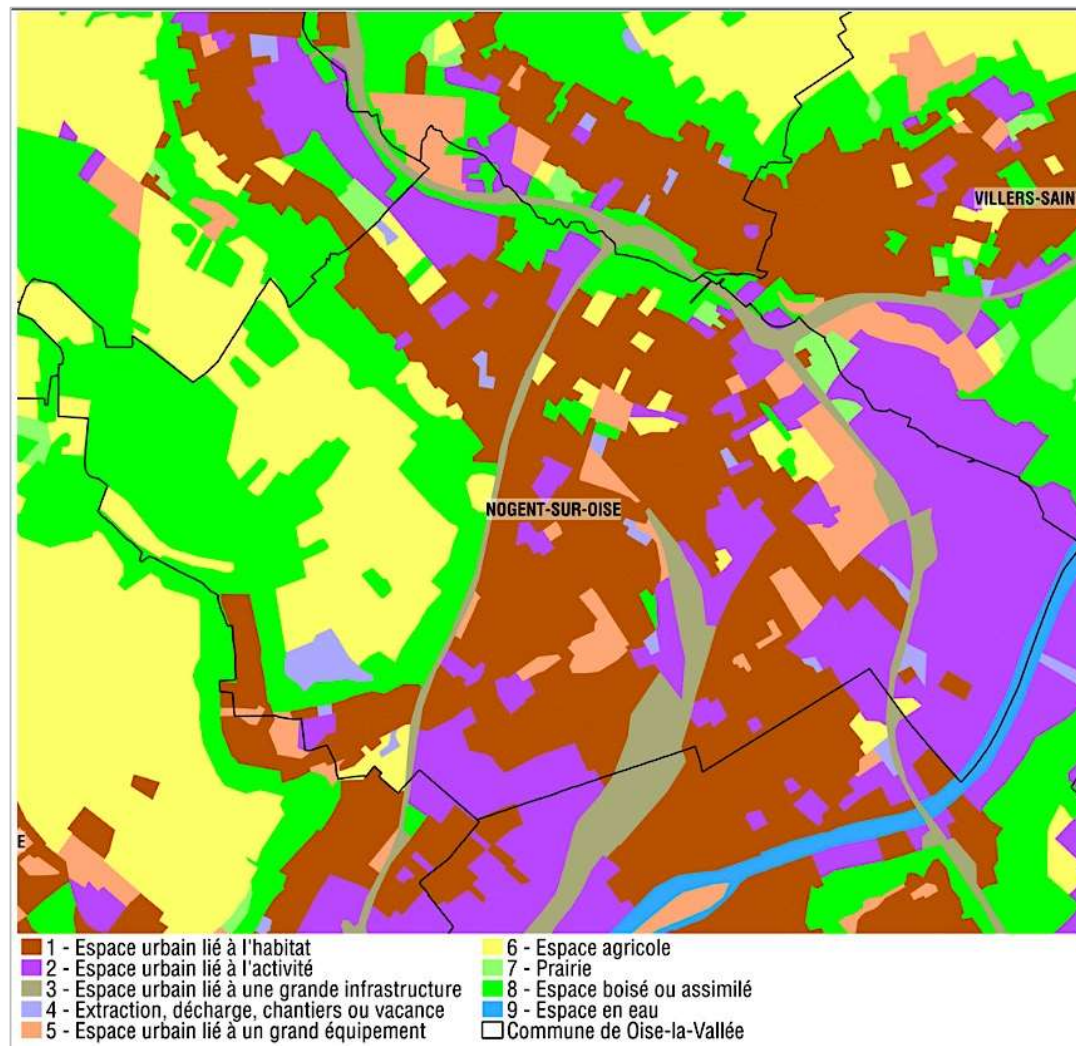 VILLERS-SAIN
NOGENT-SUR-OISE
E
1 - Espace urbain lié à l'habitat
2 - Espace urbain lié à l'activité
3 - Espace urbain lié à une grande infrastructure
4 - Extraction, décharge, chantiers ou vacance
5 - Espace urbain lié à un grand équipement
6 - Espace agricole
7 - Prairie
8 - Espace boisé ou assimilé
9 - Espace en eau
Commune de Oise-la-Vallée